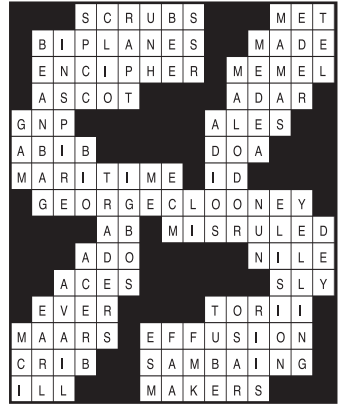 SCRUBS MET
BIPLANES MADE
ENCIPHER MEMEL
ASCOT ADAR
GNP ALES
ABIB DOA
MARITIME ID
GEORGECLOONEY
AB MISRULED
ADO NILE
ACES SLY
EVER TORII
MAARS EFFUSION
CRIB SAMBAING
ILL MAKERS